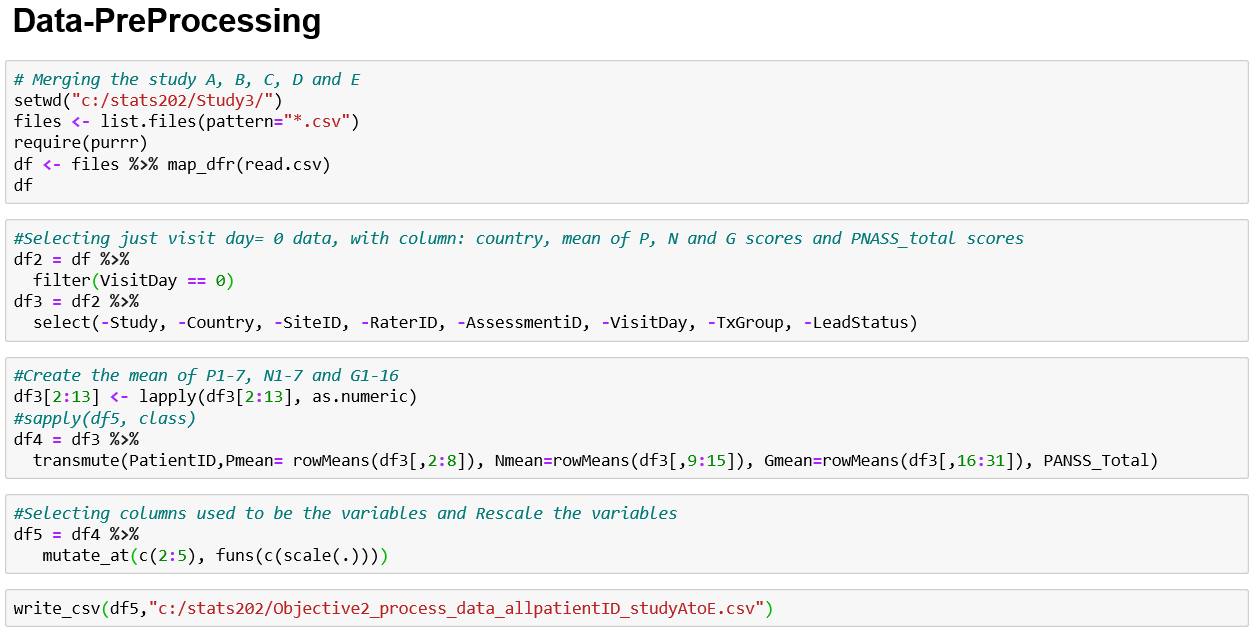 Data-PreProcessing
# Merging the study A, B, C, D and E
setwd("c:/stats202/Study3/")
files <- list.files(pattern="*.csv")
require(purrr)
df <- files %>% map_dfr(read.csv)
df
#Selecting just visit day= 0 data, with column: country, mean of P, N and G scores and PNASS_total scores
df2 = df %>%
  filter(VisitDay == 0)
df3 = df2 %>%
  select(-Study, -Country, -SiteID, -RaterID, -AssessmentiD, -VisitDay, -TxGroup, -LeadStatus)
#Create the mean of P1-7, N1-7 and G1-16
df3[2:13] <- lapply(df3[2:13], as.numeric)
#sapply(df5, class)
df4 = df3 %>%
  transmute(PatientID,Pmean= rowMeans(df3[,2:8]), Nmean=rowMeans(df3[,9:15]), Gmean=rowMeans(df3[,16:31]), PANSS_Total)
#Selecting columns used to be the variables and Rescale the variables
df5 = df4 %>%
   mutate_at(c(2:5), funs(c(scale(.))))
write_csv(df5,"c:/stats202/Objective2_process_data_allpatientID_studyAtoE.csv")